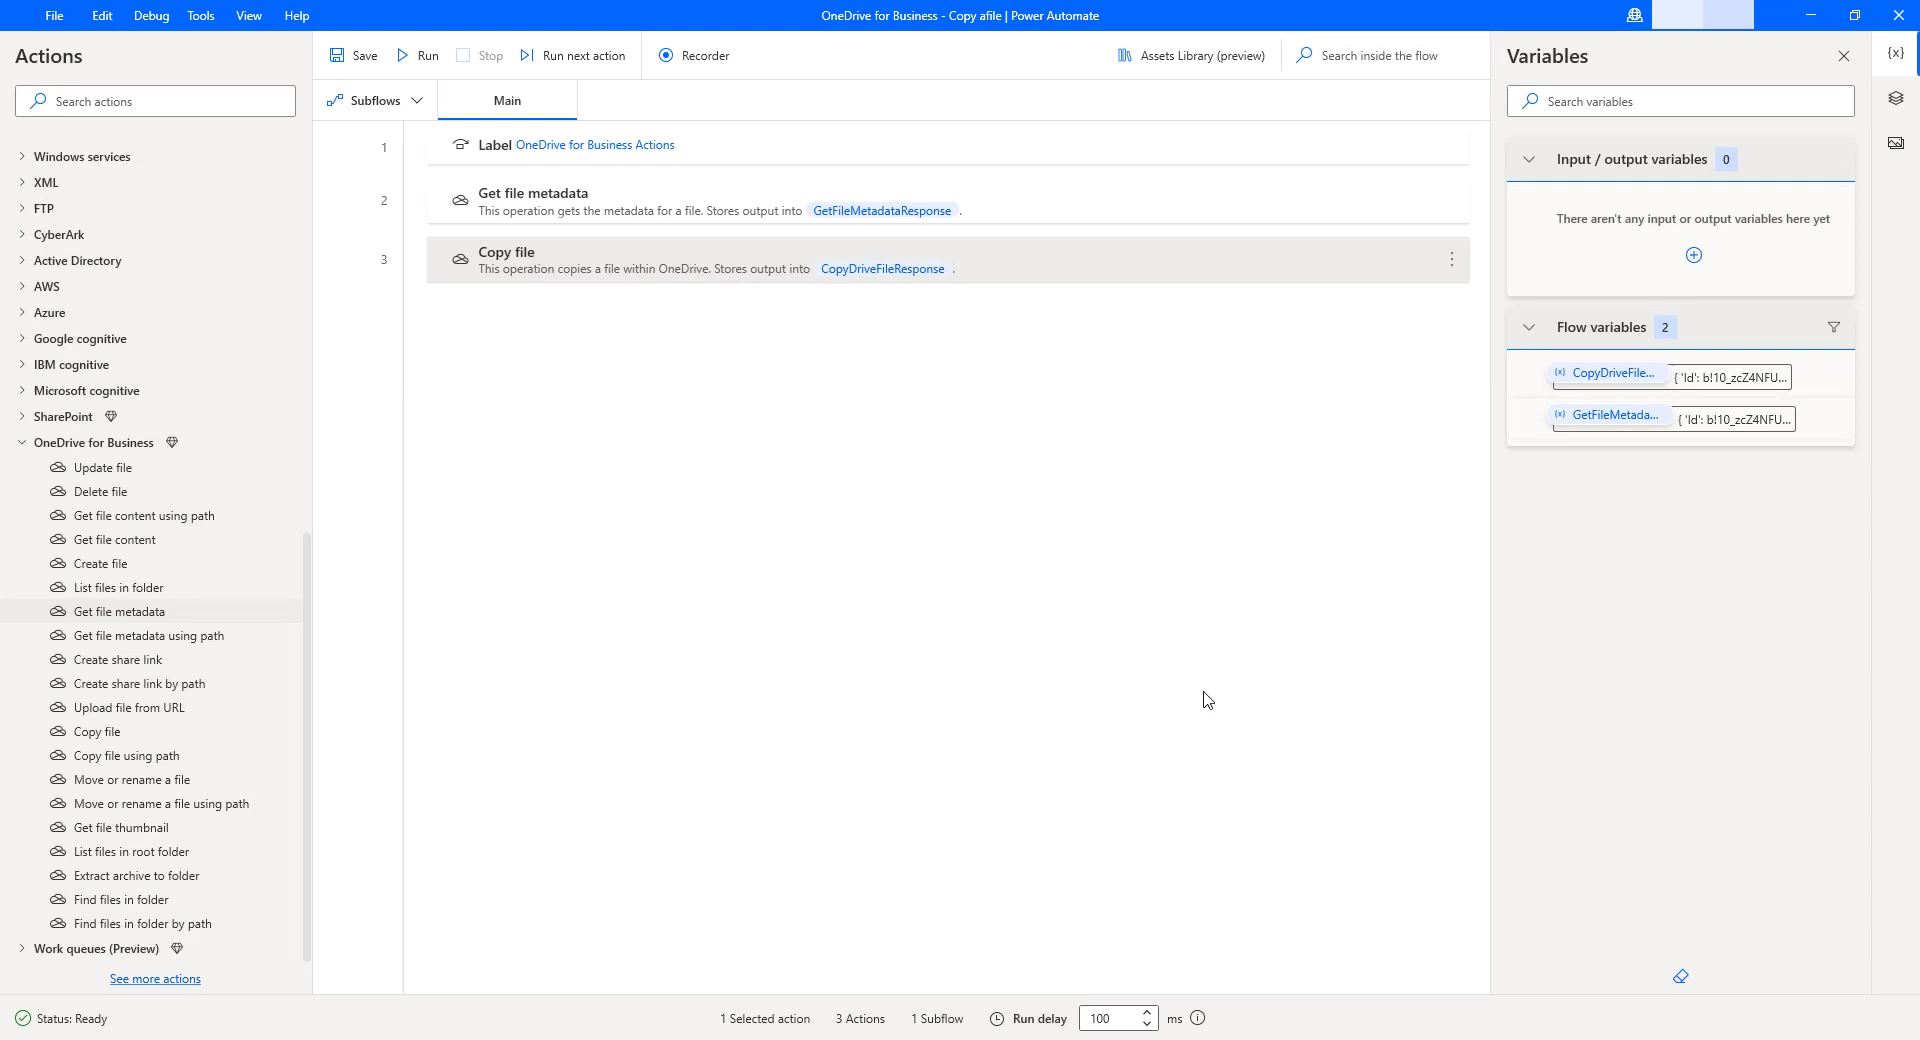 File Edit Debug Tools View Help
OneDrive for Business - Copy afile | Power Automate
Actions
Search actions
Windows services
XML
FTP
CyberArk
Active Directory
AWS
Azure
Google cognitive
IBM cognitive
Microsoft cognitive
SharePoint
OneDrive for Business
Update file
Delete file
Get file content using path
Get file content
Create file
List files in folder
Get file metadata
Get file metadata using path
Create share link
Create share link by path
Upload file from URL
Copy file
Copy file using path
Move or rename a file
Move or rename a file using path
Get file thumbnail
List files in root folder
Extract archive to folder
Find files in folder
Find files in folder by path
Work queues (Preview)
See more actions
Save Run Stop Run next action Recorder
Assets Library (preview) Search inside the flow
Subflows Main
1 Label OneDrive for Business Actions
2 Get file metadata
This operation gets the metadata for a file. Stores output into GetFileMetadataResponse .
3 Copy file
This operation copies a file within OneDrive. Stores output into CopyDriveFileResponse .
Variables
{x}
Search variables
Input / output variables 0
There aren't any input or output variables here yet
Flow variables 2
(x) CopyDriveFile... { 'Id': b!10_zcZ4NFU...
(x) GetFileMetada... { 'Id': b!10_zcZ4NFU...
Status: Ready
1 Selected action 3 Actions 1 Subflow Run delay 100 ms